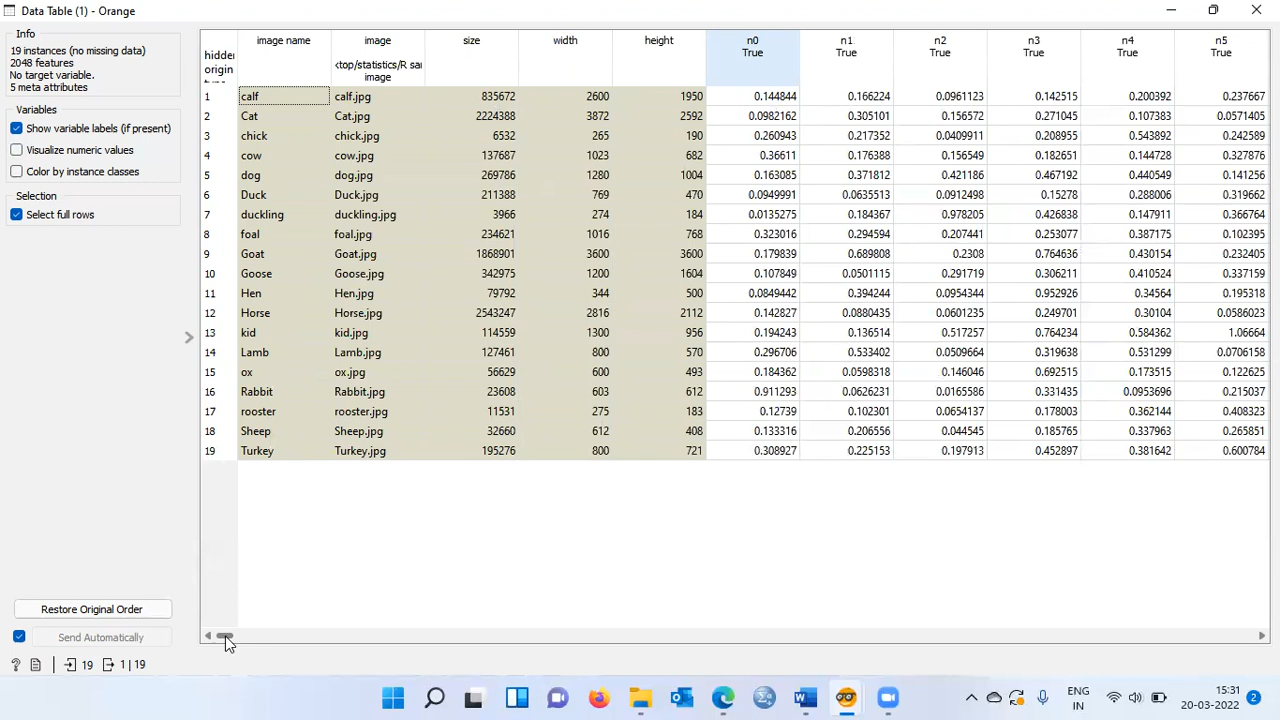 Data Table (1) - Orange
Info
19 instances (no missing data)
2048 features
No target variable.
5 meta attributes
Variables
Show variable labels (if present)
Visualize numeric values
Color by instance classes
Selection
Select full rows
Restore Original Order
Send Automatically
? 19 1 | 19
hidden origin image name image size width height n0 n1 n2 n3 n4 n5
True True True True True True
image
1 calf calf.jpg 835672 2600 1950 0.144844 0.166224 0.0961123 0.142515 0.200392 0.237667
2 Cat Cat.jpg 2224388 3872 2592 0.0982162 0.305101 0.156572 0.271045 0.107383 0.0571405
3 chick chick.jpg 6532 265 190 0.260943 0.217352 0.0409911 0.208955 0.543892 0.242589
4 cow cow.jpg 137687 1023 682 0.36611 0.176388 0.156549 0.182651 0.144728 0.327876
5 dog dog.jpg 269786 1280 1004 0.163085 0.371812 0.421186 0.467192 0.440549 0.141256
6 Duck Duck.jpg 211388 769 470 0.0949991 0.0635513 0.0912498 0.15278 0.288006 0.319662
7 duckling duckling.jpg 3966 274 184 0.0135275 0.184367 0.978205 0.426838 0.147911 0.366764
8 foal foal.jpg 234621 1016 768 0.323016 0.294594 0.207441 0.253077 0.387175 0.102395
9 Goat Goat.jpg 1868901 3600 3600 0.179839 0.689808 0.2308 0.764636 0.430154 0.232405
10 Goose Goose.jpg 342975 1200 1604 0.107849 0.0501115 0.291719 0.306211 0.410524 0.337159
11 Hen Hen.jpg 79792 344 500 0.0849442 0.394244 0.0954344 0.952926 0.34564 0.195318
12 Horse Horse.jpg 2543247 2816 2112 0.142827 0.0880435 0.0601235 0.249701 0.30104 0.0586023
13 kid kid.jpg 114559 1300 956 0.194243 0.136514 0.517257 0.764234 0.584362 1.06664
14 Lamb Lamb.jpg 127461 800 570 0.296706 0.533402 0.0509664 0.319638 0.531299 0.0706158
15 ox ox.jpg 56629 600 493 0.184362 0.0598318 0.146046 0.692515 0.173515 0.122625
16 Rabbit Rabbit.jpg 23608 603 612 0.911293 0.0626231 0.0165586 0.331435 0.0953696 0.215037
17 rooster rooster.jpg 11531 275 183 0.12739 0.102301 0.0654137 0.178003 0.362144 0.408323
18 Sheep Sheep.jpg 32660 612 408 0.133316 0.206556 0.044545 0.185765 0.337963 0.265851
19 Turkey Turkey.jpg 195276 800 721 0.308927 0.225153 0.197913 0.452897 0.381642 0.600784
ENG
IN
15:31
20-03-2022
2